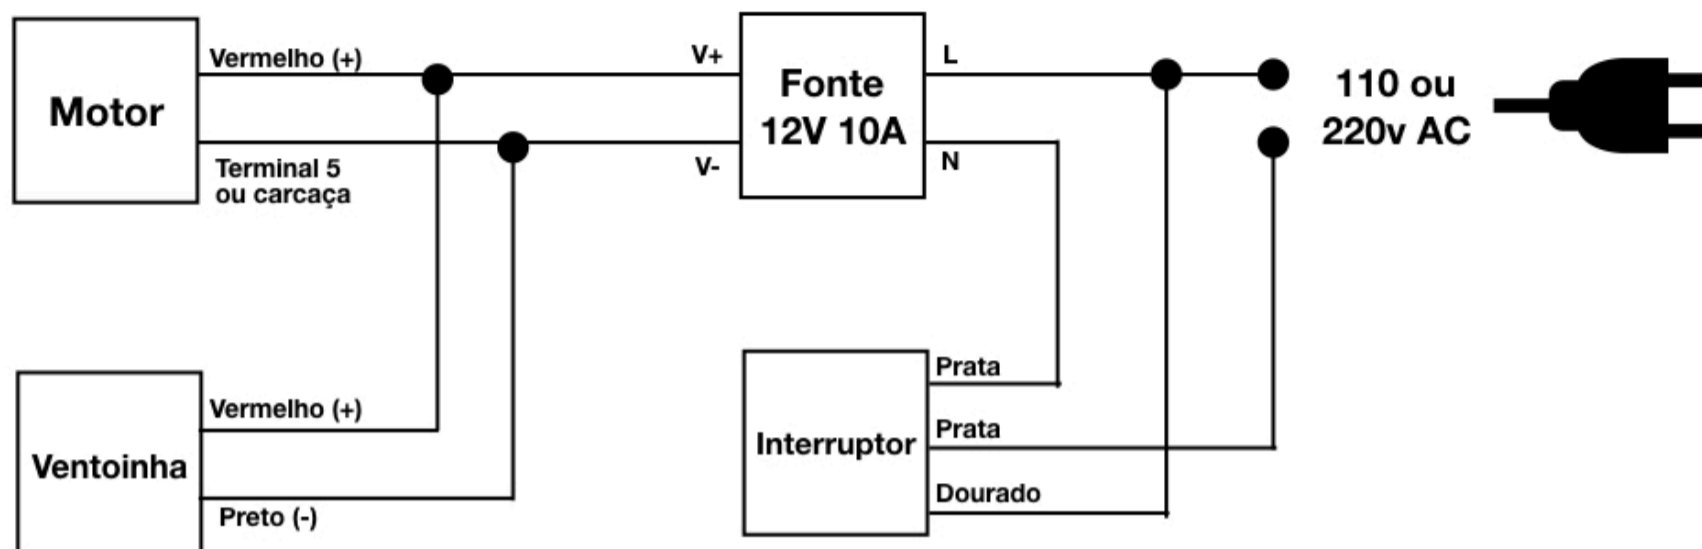 Motor
Vermelho (+)
Terminal 5
ou carcaça
V+
V-
Fonte
12V 10A
L
N
110 ou
220v AC
Ventoinha
Vermelho (+)
Preto (-)
Interruptor
Prata
Prata
Dourado